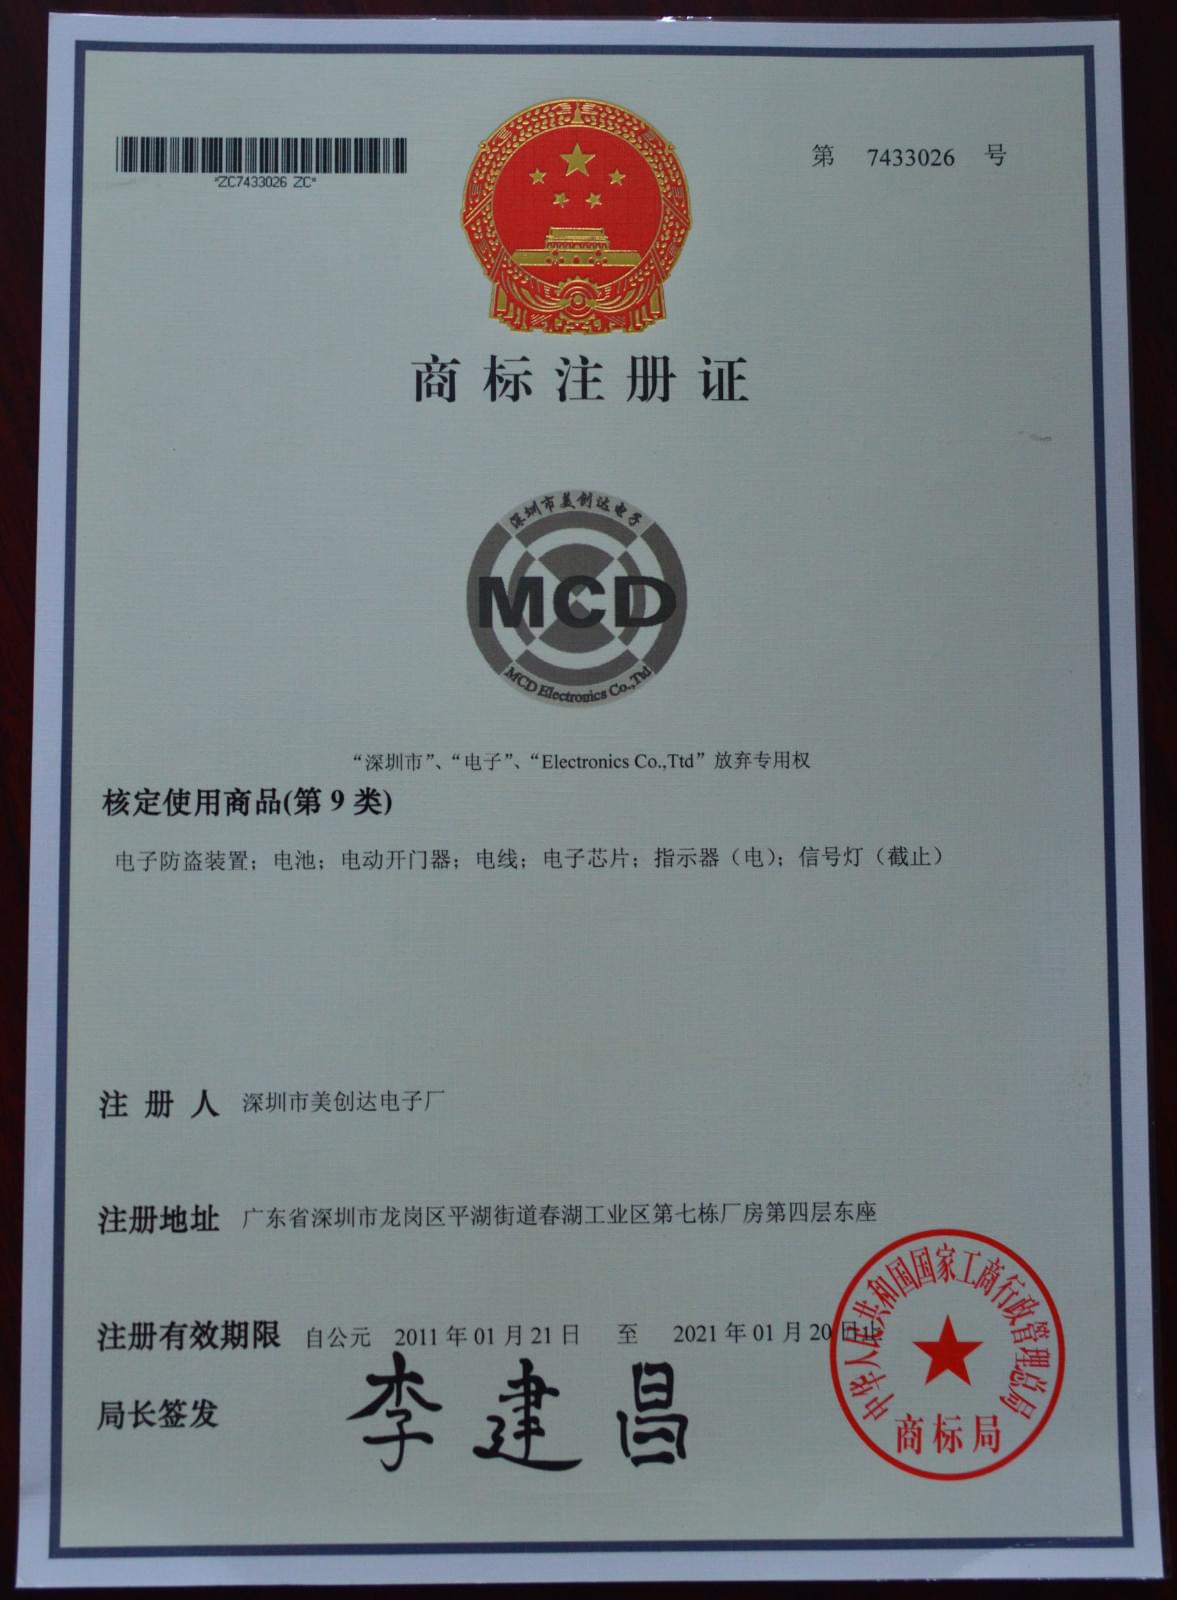 *ZC7433026 ZC*
第 7433026 号
商标注册证
深圳市美创达电子
MCD
MCD Electronics Co.,Ttd
“深圳市”、“电子”、“Electronics Co.,Ttd”放弃专用权
核定使用商品(第 9 类)
电子防盗装置；电池；电动开门器；电线；电子芯片；指示器（电）；信号灯（截止）
注册人 深圳市美创达电子厂
注册地址 广东省深圳市龙岗区平湖街道春湖工业区第七栋厂房第四层东座
注册有效期限 自公元 2011 年 01 月 21 日 至 2021 年 01 月 20 日止
局长签发 李建昌
中华人民共和国国家工商行政管理总局
商标局